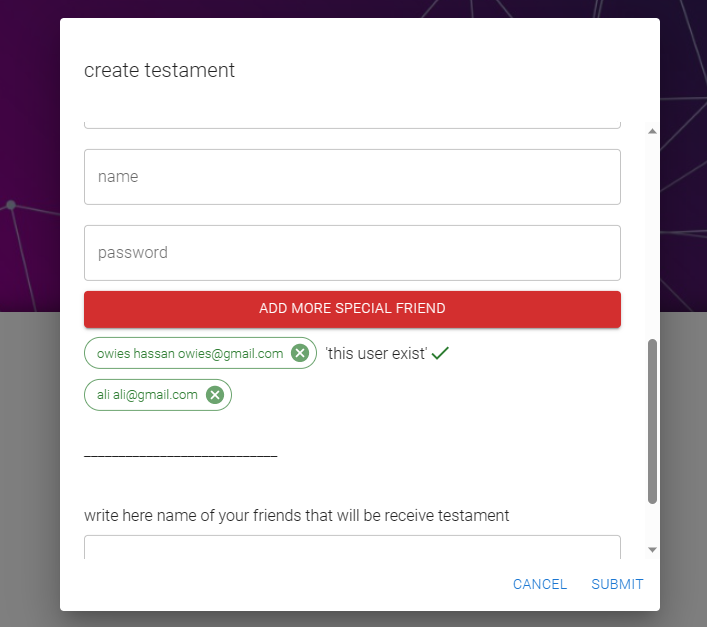 create testament
name
password
ADD MORE SPECIAL FRIEND
owies hassan owies@gmail.com 'this user exist'
ali ali@gmail.com
____________________________
write here name of your friends that will be receive testament
CANCEL SUBMIT